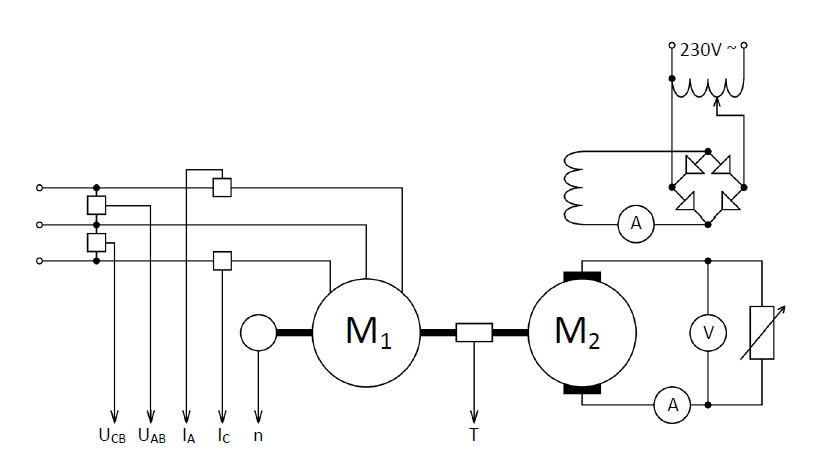 230V ~
A
M1
M2
V
A
UCB UAB IA IC n T